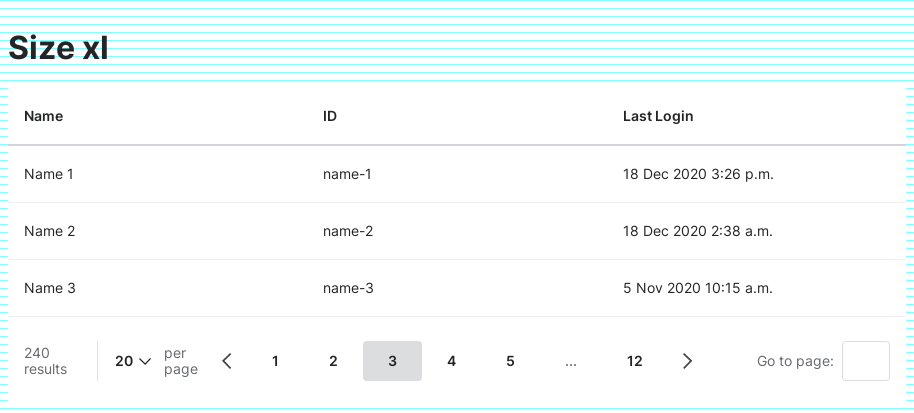 Size xl
Name ID Last Login
Name 1 name-1 18 Dec 2020 3:26 p.m.
Name 2 name-2 18 Dec 2020 2:38 a.m.
Name 3 name-3 5 Nov 2020 10:15 a.m.
240 results 20 per page 1 2 3 4 5 ... 12 Go to page: